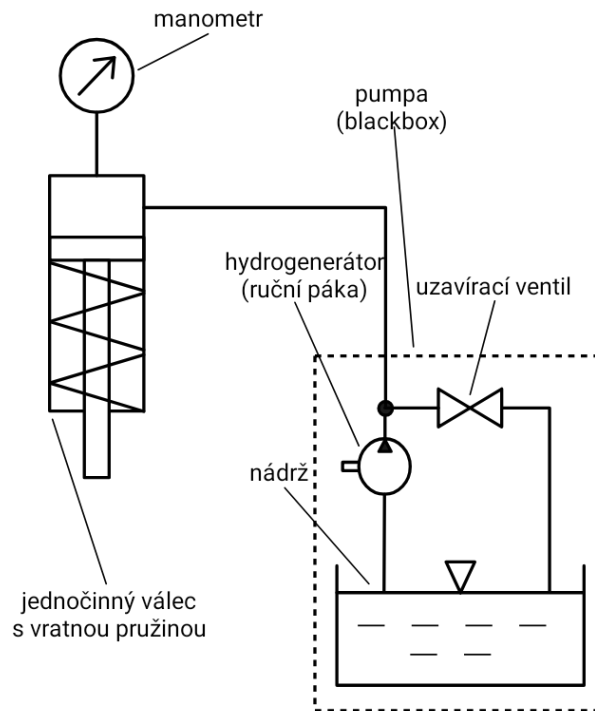 manometr
pumpa
(blackbox)
hydrogenerátor
(ruční páka)
uzavírací ventil
nádrž
jednočinný válec
s vratnou pružinou